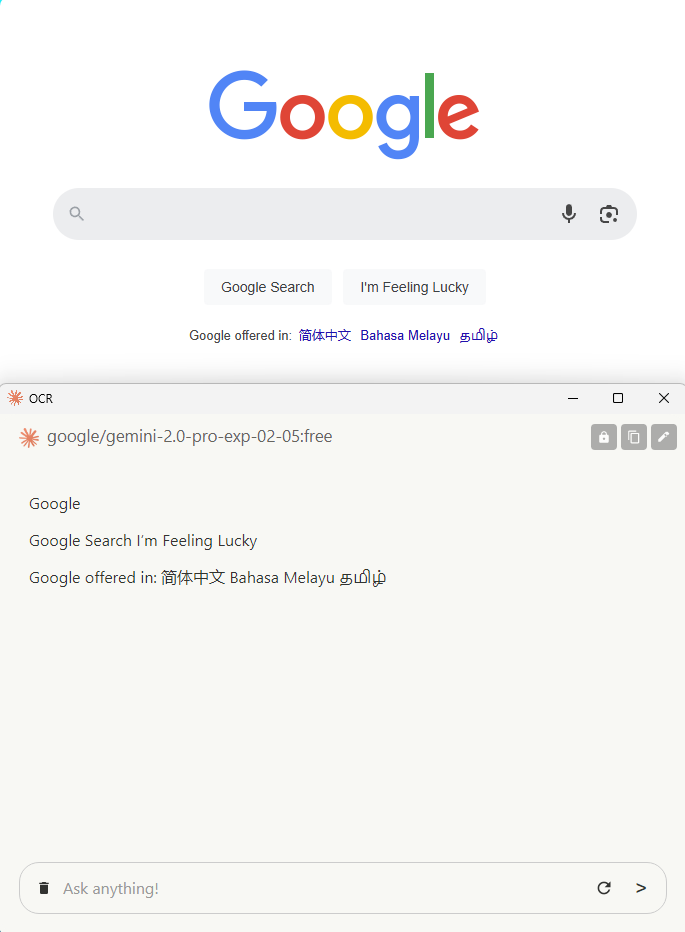 Google
Google Search I'm Feeling Lucky
Google offered in: 简体中文 Bahasa Melayu தமிழ்
OCR
google/gemini-2.0-pro-exp-02-05:free
Google
Google Search I'm Feeling Lucky
Google offered in: 简体中文 Bahasa Melayu தமிழ்
Ask anything!